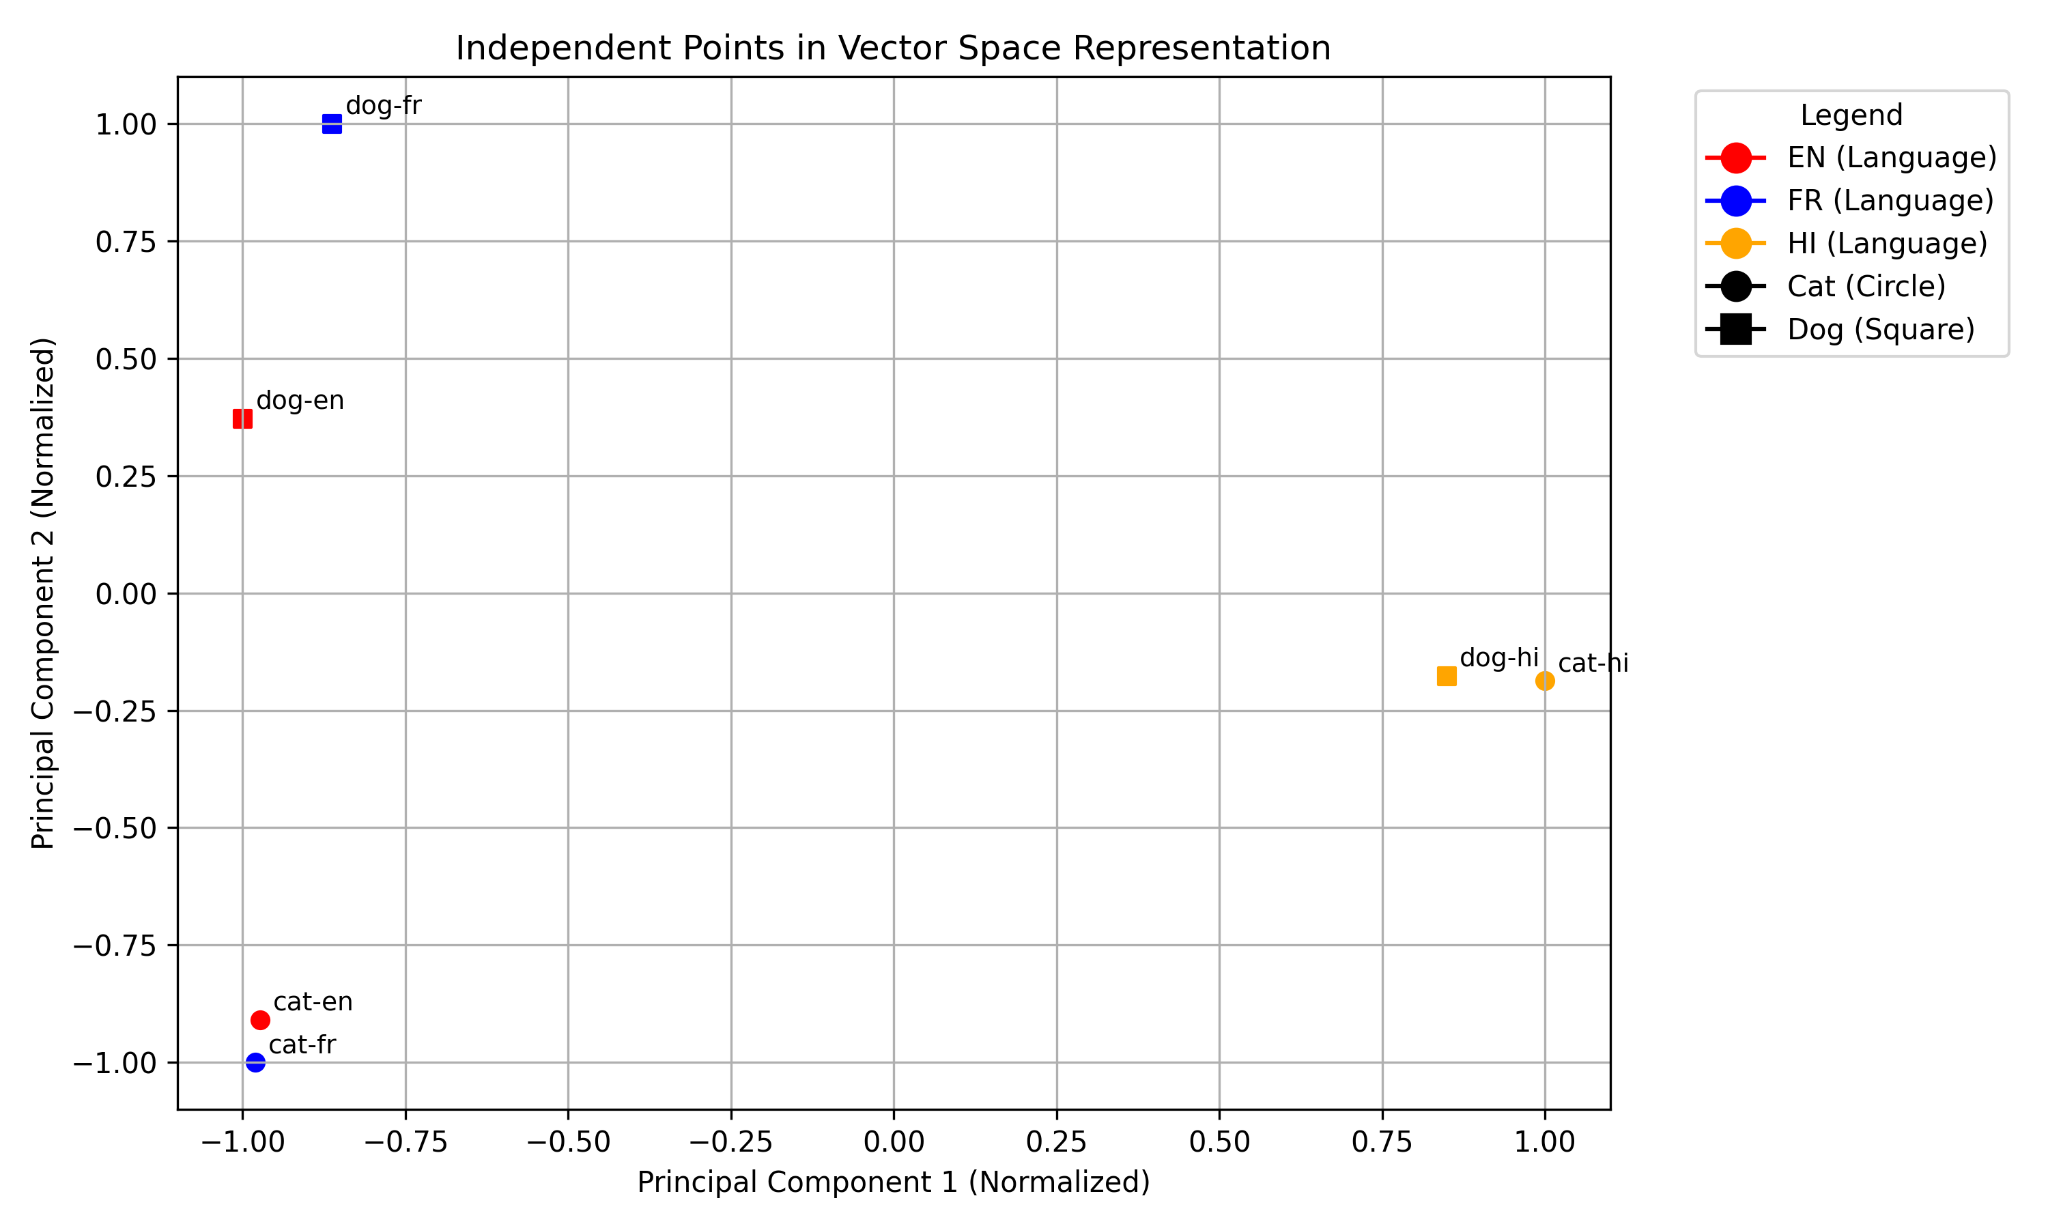 Independent Points in Vector Space Representation
dog-fr
dog-en
dog-hi
cat-hi
cat-en
cat-fr
1.00
0.75
0.50
0.25
0.00
−0.25
−0.50
−0.75
−1.00
Principal Component 2 (Normalized)
−1.00 −0.75 −0.50 −0.25 0.00 0.25 0.50 0.75 1.00
Principal Component 1 (Normalized)
Legend
EN (Language)
FR (Language)
HI (Language)
Cat (Circle)
Dog (Square)